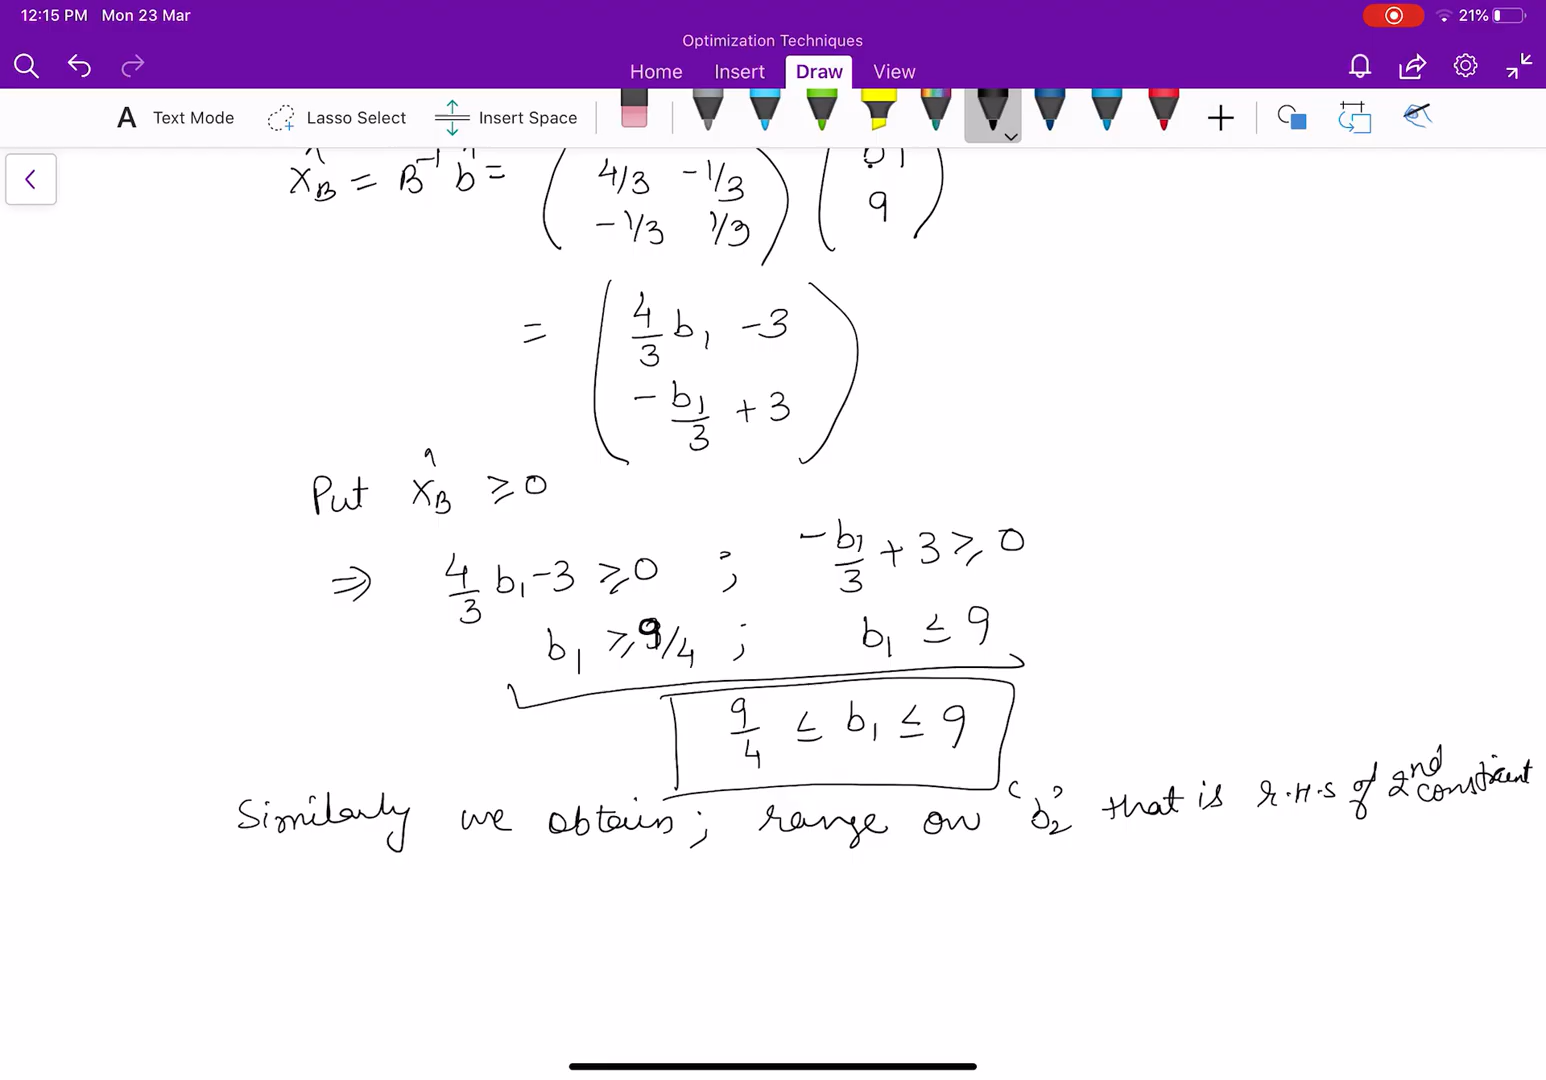 12:15 PM Mon 23 Mar
21%
Optimization Techniques
Home Insert Draw View
A Text Mode Lasso Select Insert Space
x̂_B = B⁻¹ b̂ = ( 4/3 -1/3 ) ( b1 )
( -1/3 1/3 ) ( 9 )
= ( 4/3 b₁ -3 )
( - b₁/3 + 3 )
Put x̂_B ≥ 0
⇒ 4/3 b₁ -3 ≥ 0 ; - b₁/3 + 3 ≥ 0
b₁ ≥ 9/4 ; b₁ ≤ 9
9/4 ≤ b₁ ≤ 9
Similarly we obtain; range on ‘b₂’ that is r.H.S of 2nd constraint